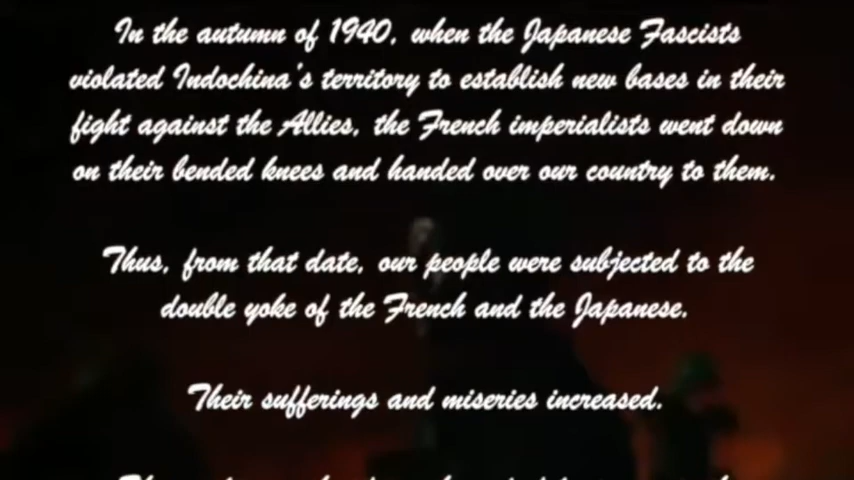 In the autumn of 1940, when the Japanese Fascists
violated Indochina's territory to establish new bases in their
fight against the Allies, the French imperialists went down
on their bended knees and handed over our country to them.
Thus, from that date, our people were subjected to the
double yoke of the French and the Japanese.
Their sufferings and miseries increased.